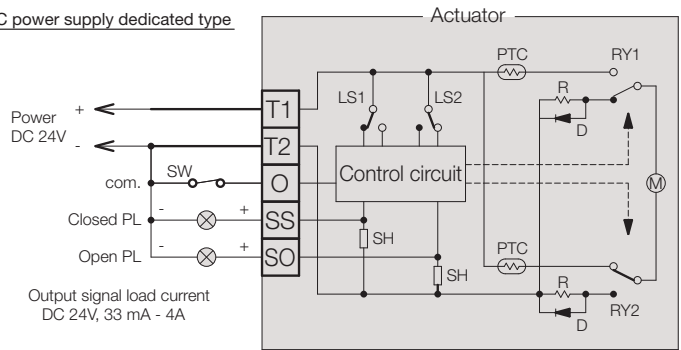 C power supply dedicated type
Actuator
PTC
RY1
LS1
LS2
R
D
Power
DC 24V
+
-
T1
T2
O
SS
SO
SW
com.
Control circuit
M
Closed PL
-
+
Open PL
-
+
SH
SH
PTC
R
D
RY2
Output signal load current
DC 24V, 33 mA - 4A